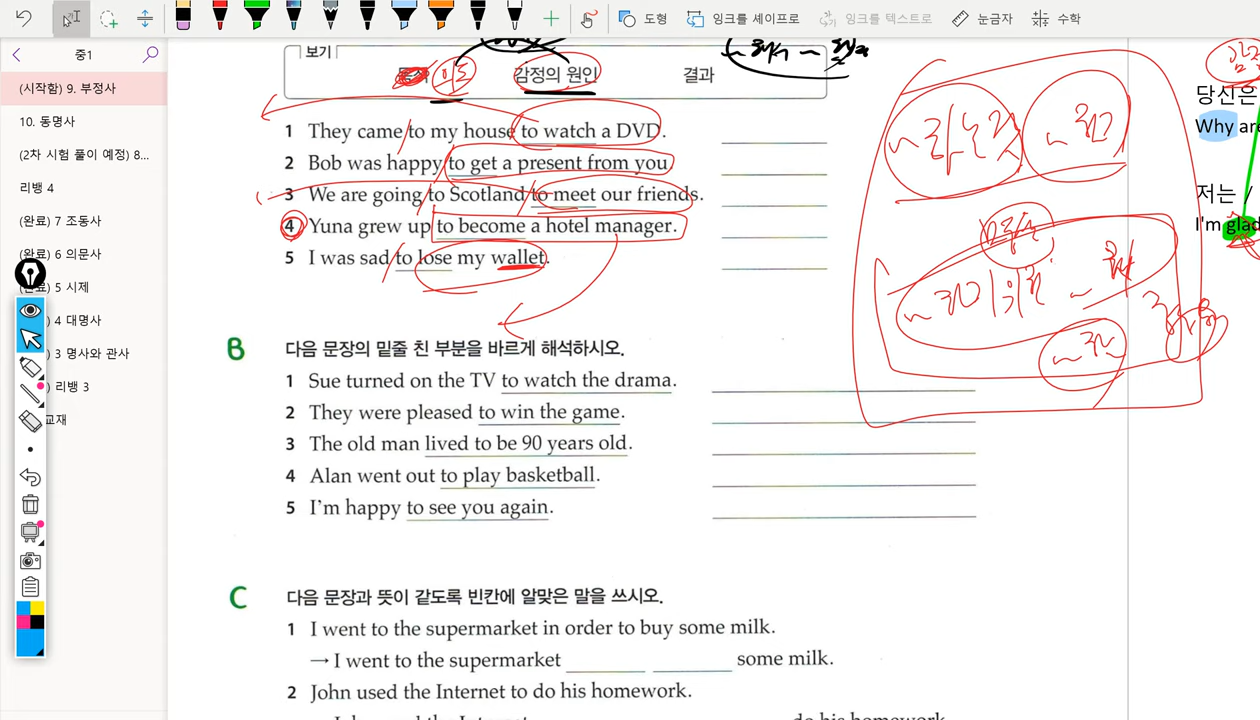 도형
잉크를 셰이프로
잉크를 텍스트로
눈금자
수학
중1
(시작함) 9. 부정사
10. 동명사
(2차 시험 풀이 예정) 8...
리뱅 4
(완료) 7 조동사
(완료) 6 의문사
5 시제
) 4 대명사
) 3 명사와 관사
) 리뱅 3
교재
보기
의도
감정의 원인
결과
1 They came to my house to watch a DVD.
2 Bob was happy to get a present from you
3 We are going to Scotland to meet our friends.
4 Yuna grew up to become a hotel manager.
5 I was sad to lose my wallet.
당신은
Why are
저는 /
I'm glad
B 다음 문장의 밑줄 친 부분을 바르게 해석하시오.
1 Sue turned on the TV to watch the drama.
2 They were pleased to win the game.
3 The old man lived to be 90 years old.
4 Alan went out to play basketball.
5 I'm happy to see you again.
C 다음 문장과 뜻이 같도록 빈칸에 알맞은 말을 쓰시오.
1 I went to the supermarket in order to buy some milk.
→ I went to the supermarket ______ ______ some milk.
2 John used the Internet to do his homework.
do his homework